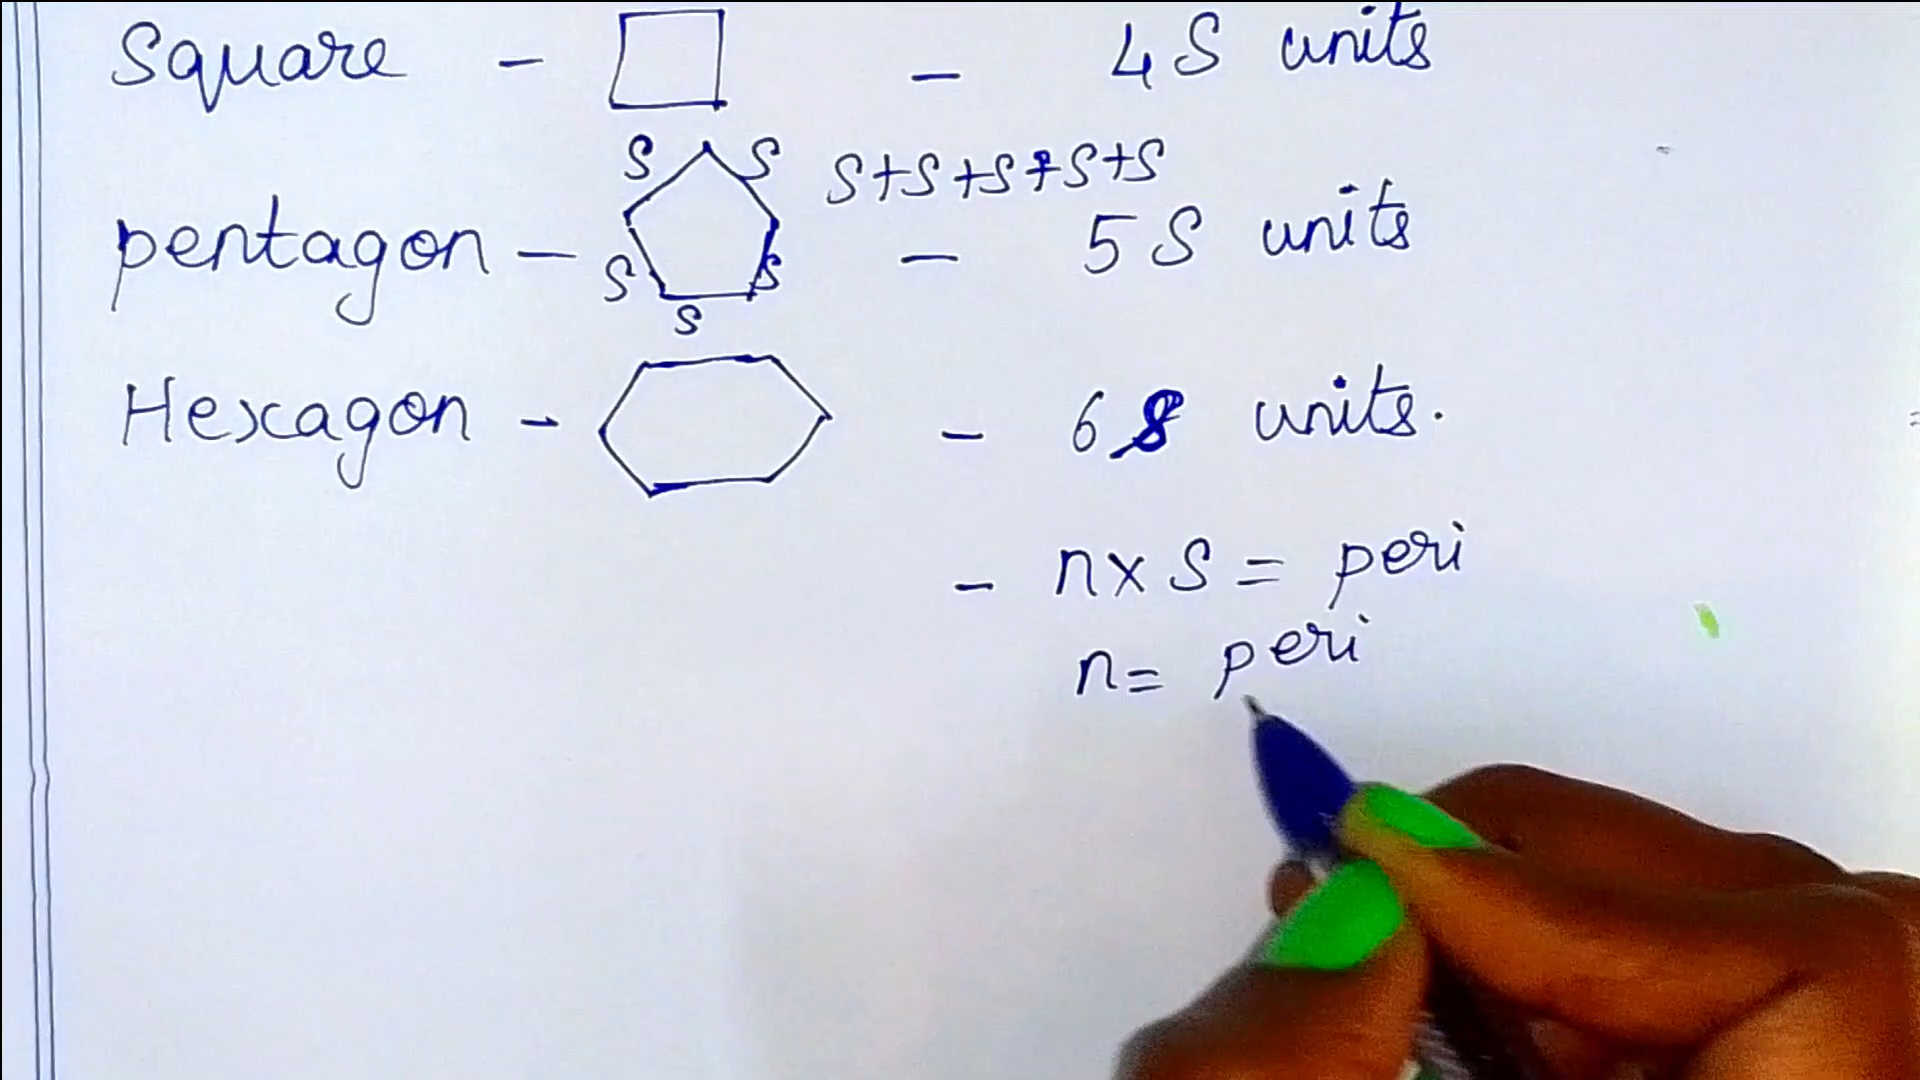 Square - - 4S units
S S S+S+S+S+S
pentagon - - 5S units
S S
S
Hexagon - - 6S units.
- n x S = peri
n = peri